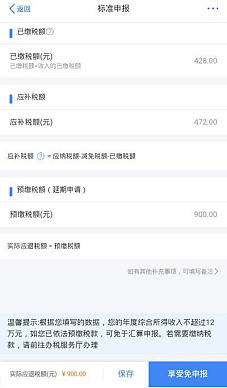 返回
标准申报
已缴税额
已缴税额(元)
428.00
已缴税额=收入的已缴税额
应补税额
应补税额(元)
472.00
应补税额 = 应纳税额-减免税额-已缴税额
预缴税额（延期申请）
预缴税额(元)
900.00
实际应退税额=预缴税额
如有其他补充事项，可填写备注>
温馨提示:根据您填写的数据，您的年度综合所得收入不超过12
万元，如您已依法预缴税款，可免于汇算申报。若需要缴纳税
款，请前往办税服务厅办理
实际应退税额(元) ￥900.00
保存
享受免申报